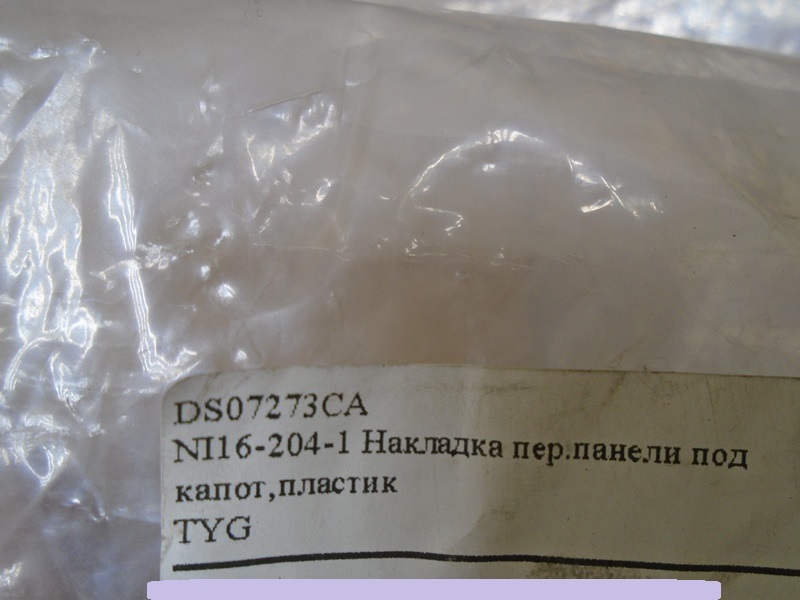 DS07273CA
NI16-204-1 Накладка пер.панели под
капот,пластик
TYG